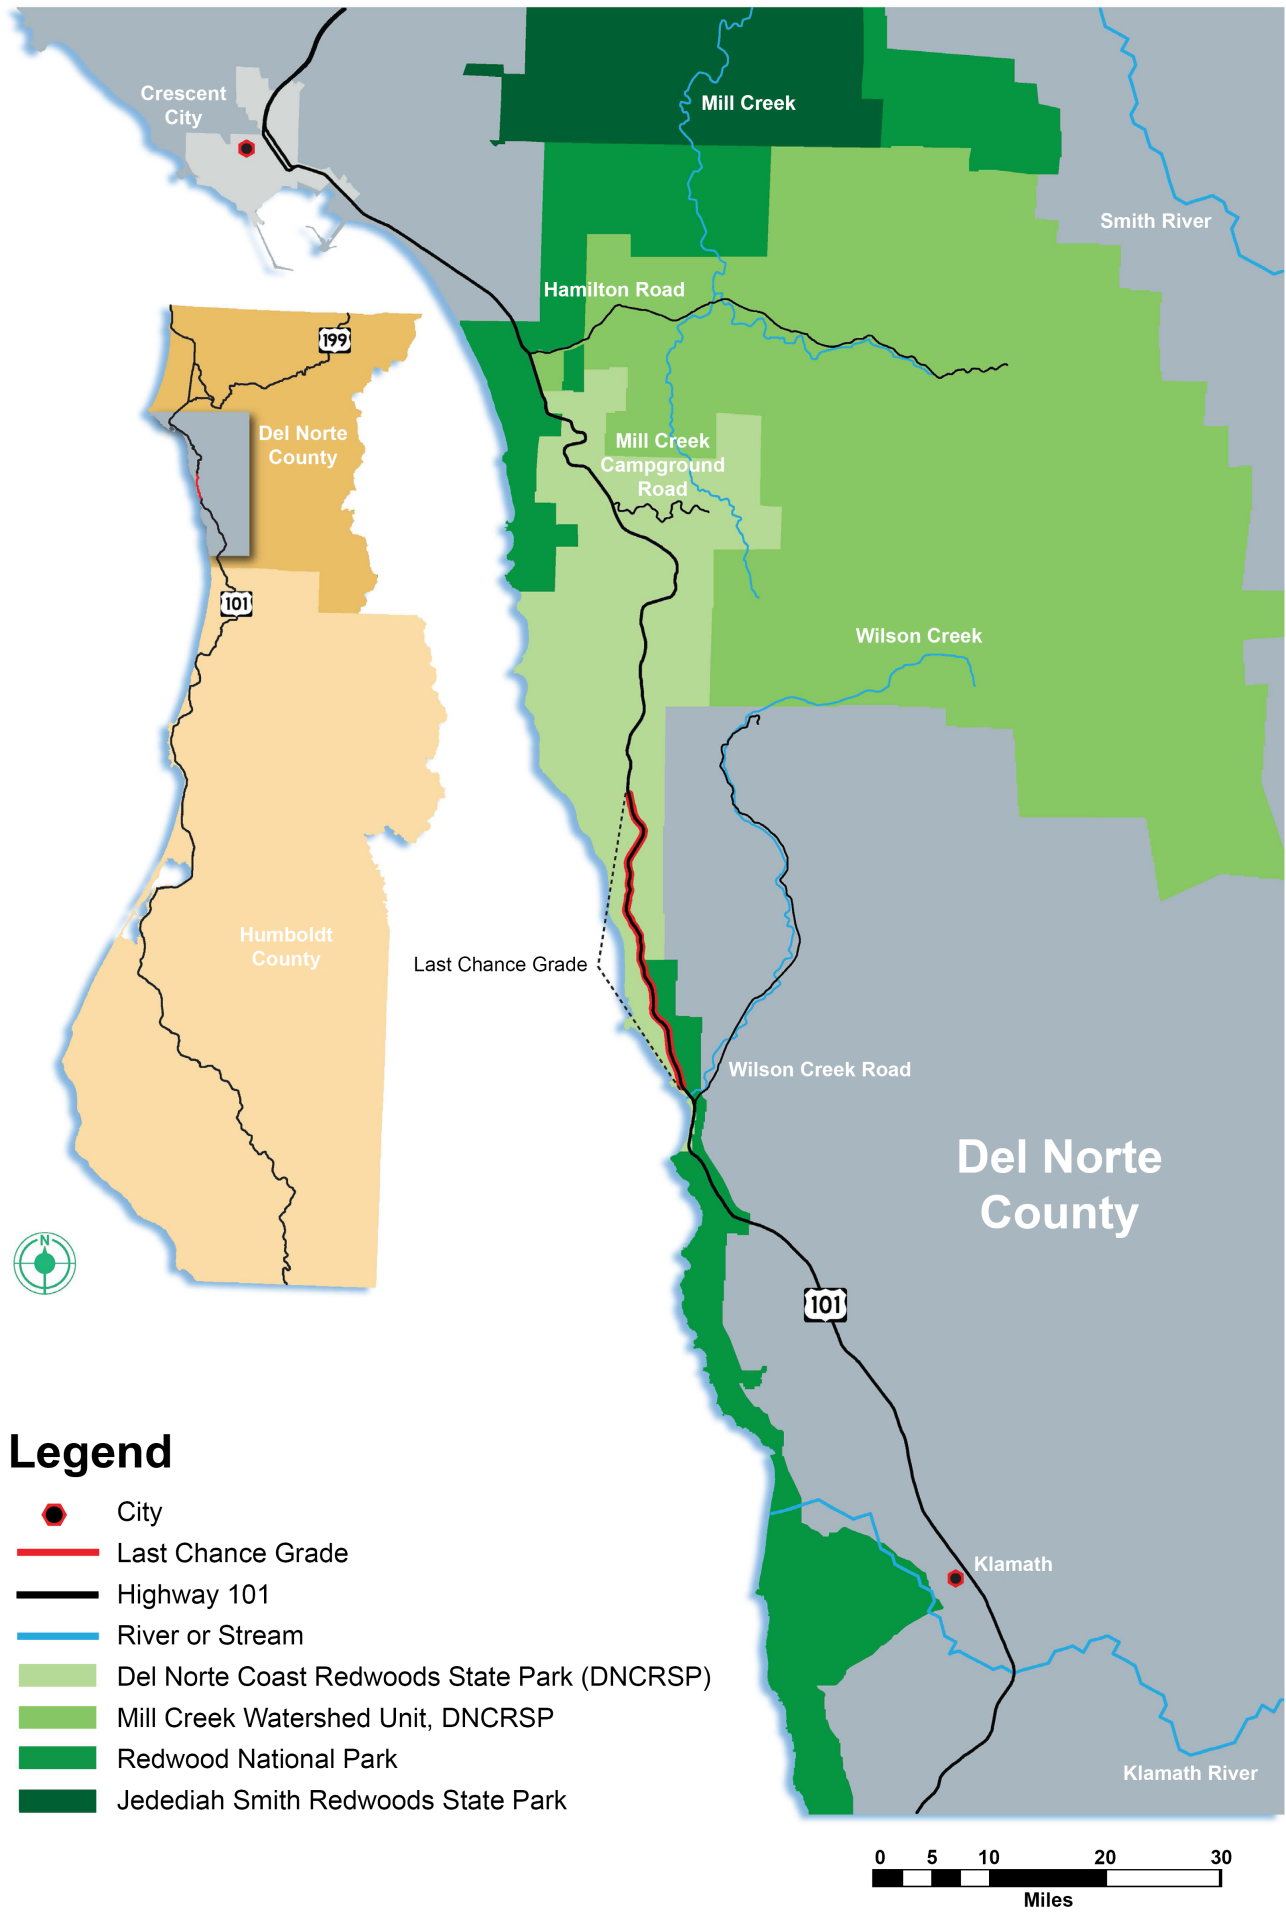 Crescent
City
Mill Creek
Smith River
Hamilton Road
199
Del Norte
County
Mill Creek
Campground
Road
101
Wilson Creek
Humboldt
County
Last Chance Grade
Wilson Creek Road
Del Norte
County
N
101
Klamath
Klamath River
Legend
City
Last Chance Grade
Highway 101
River or Stream
Del Norte Coast Redwoods State Park (DNCRSP)
Mill Creek Watershed Unit, DNCRSP
Redwood National Park
Jedediah Smith Redwoods State Park
0 5 10 20 30
Miles